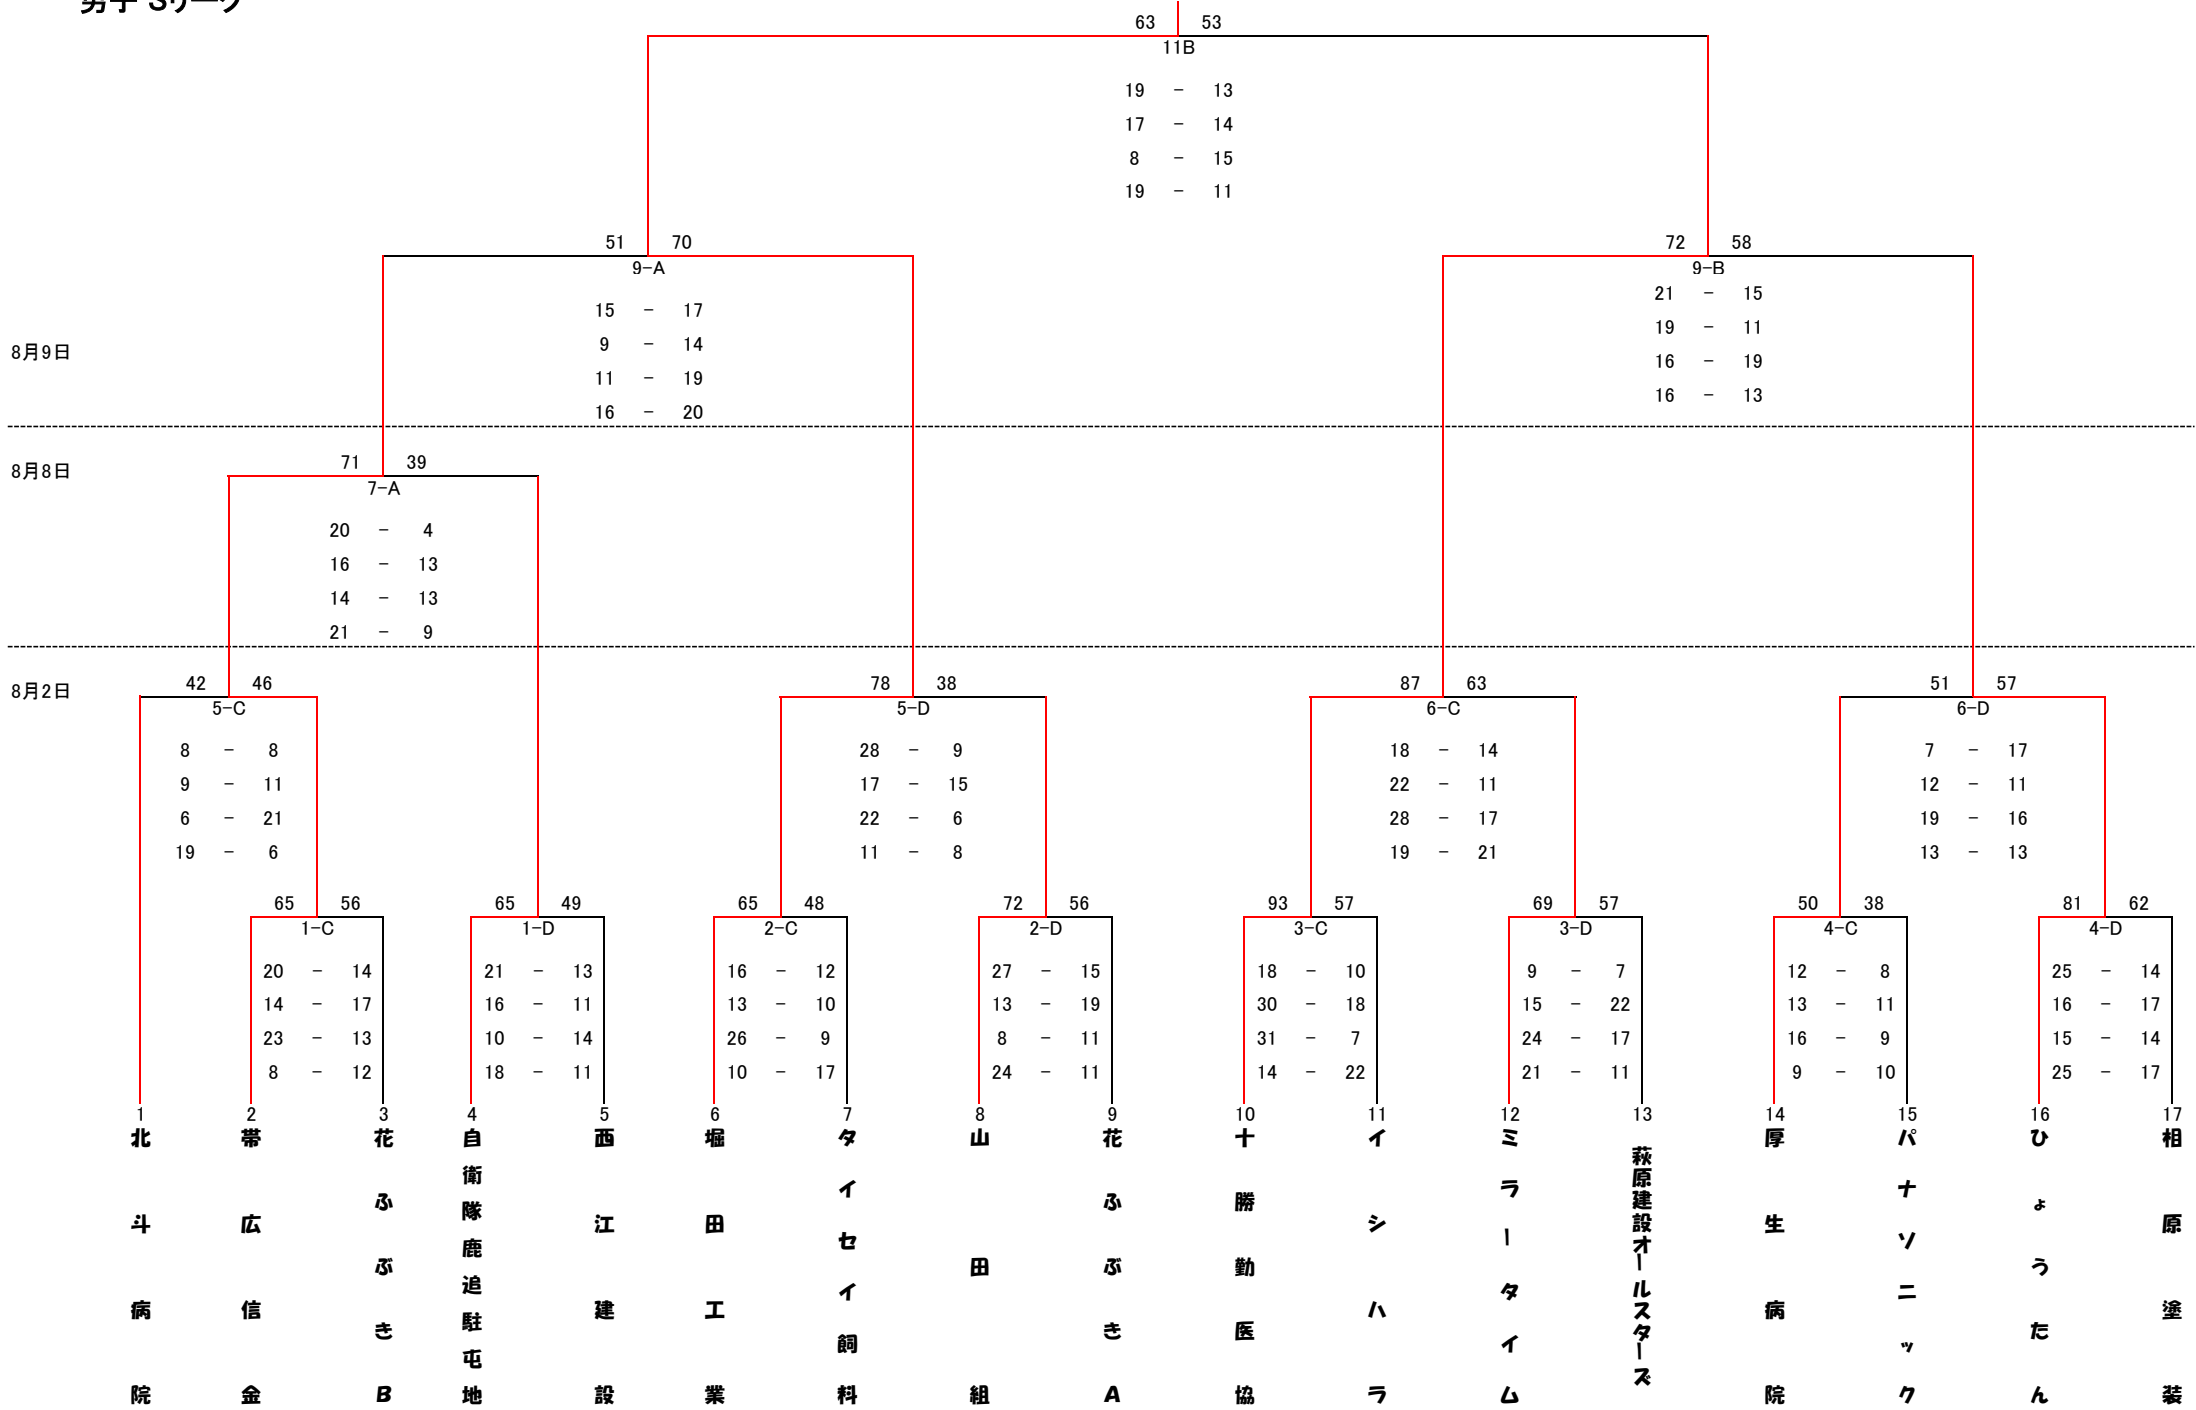 男子 Sリーグ
63 53
11B
19 - 13
17 - 14
8 - 15
19 - 11
51 70 72 58
9-A 9-B
21 - 15
15 - 17
19 - 11
9 - 14
8月9日
16 - 19
11 - 19
16 - 13
16 - 20
71 39
8月8日
7-A
20 - 4
16 - 13
14 - 13
21 - 9
42 46 78 38 87 63 51 57
8月2日
5-C 5-D 6-C 6-D
8 - 8 28 - 9 18 - 14 7 - 17
9 - 11 17 - 15 22 - 11 12 - 11
6 - 21 22 - 6 28 - 17 19 - 16
19 - 6 11 - 8 19 - 21 13 - 13
65 56 65 49 65 48 72 56 93 57 69 57 50 38 81 62
1-C 1-D 2-C 2-D 3-C 3-D 4-C 4-D
20 - 14 21 - 13 16 - 12 27 - 15 18 - 10 9 - 7 12 - 8 25 - 14
14 - 17 16 - 11 13 - 10 13 - 19 30 - 18 15 - 22 13 - 11 16 - 17
23 - 13 10 - 14 26 - 9 8 - 11 31 - 7 24 - 17 16 - 9 15 - 14
8 - 12 18 - 11 10 - 17 24 - 11 14 - 22 21 - 11 9 - 10 25 - 17
1 2 3 4 5 6 7 8 9 10 11 12 13 14 15 16 17
北斗病院
帯広信金
花ふぶきB
自衛隊鹿追駐屯地
西江建設
堀田工業
タイセイ飼料
山田組
花ふぶきA
十勝勤医協
イシハラ
ミラータイム
萩原建設オールスターズ
厚生病院
パナソニック
ひょうたん
相原塗装